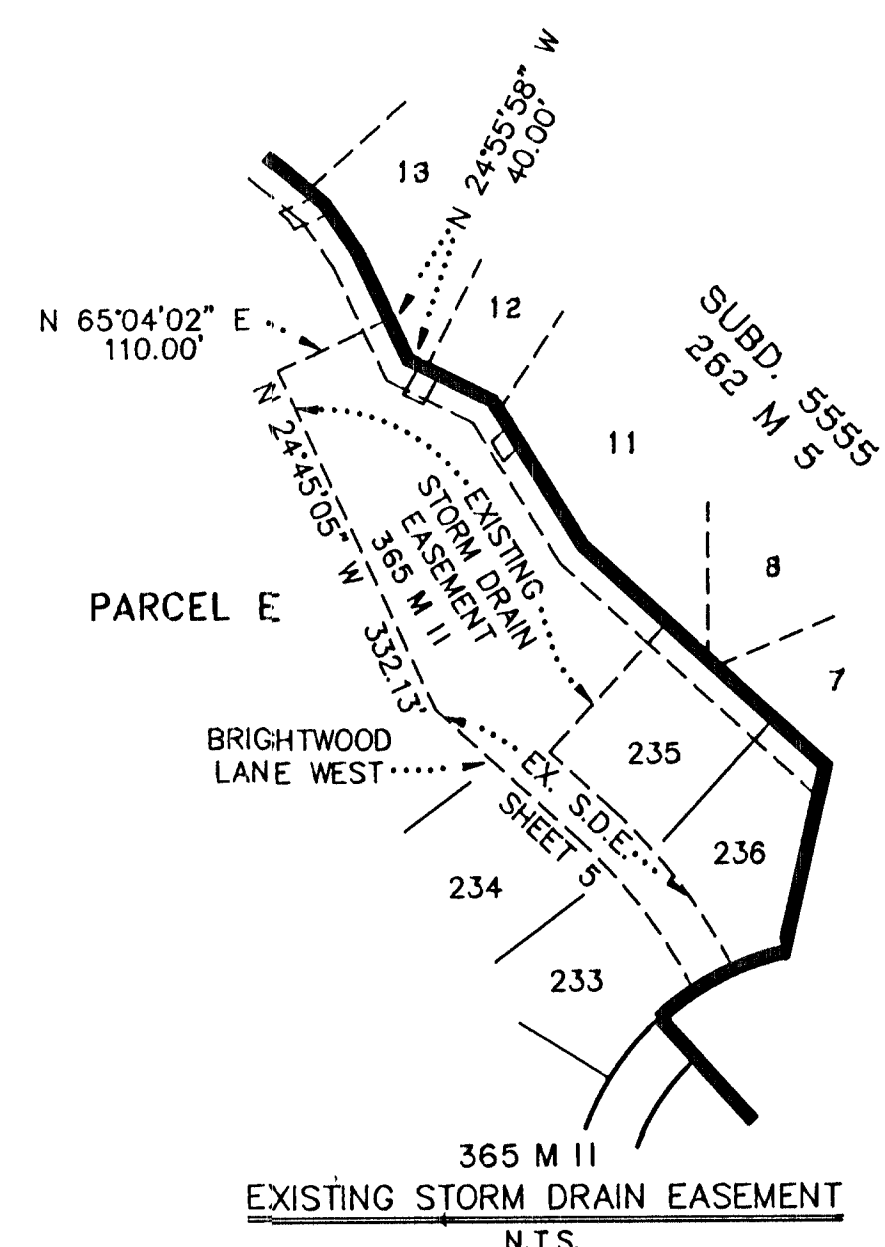 N 24°55'58" W
40.00'
13
N 65°04'02" E
110.00'
12
SUBD. 5555
262 M 5
11
N 24°45'05" W 332.13'
EXISTING
STORM DRAIN
EASEMENT
365 M 11
8
PARCEL E
7
BRIGHTWOOD
LANE WEST
235
EX. S.D.E.
SHEET 5
236
234
233
365 M 11
EXISTING STORM DRAIN EASEMENT
N.T.S.